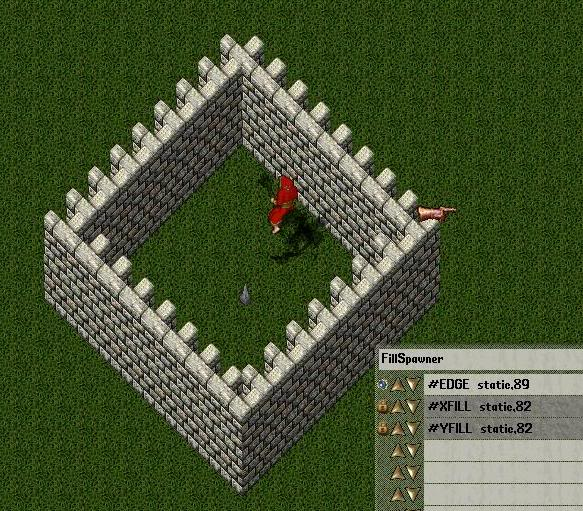 FillSpawner
#EDGE static,89
#XFILL static,82
#YFILL static,82